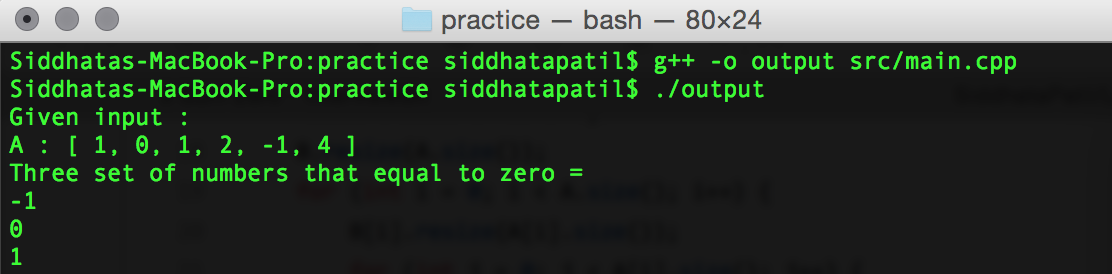 practice — bash — 80×24
Siddhatas-MacBook-Pro:practice siddhatapatil$ g++ -o output src/main.cpp
Siddhatas-MacBook-Pro:practice siddhatapatil$ ./output
Given input :
A : [ 1, 0, 1, 2, -1, 4 ]
Three set of numbers that equal to zero =
-1
0
1